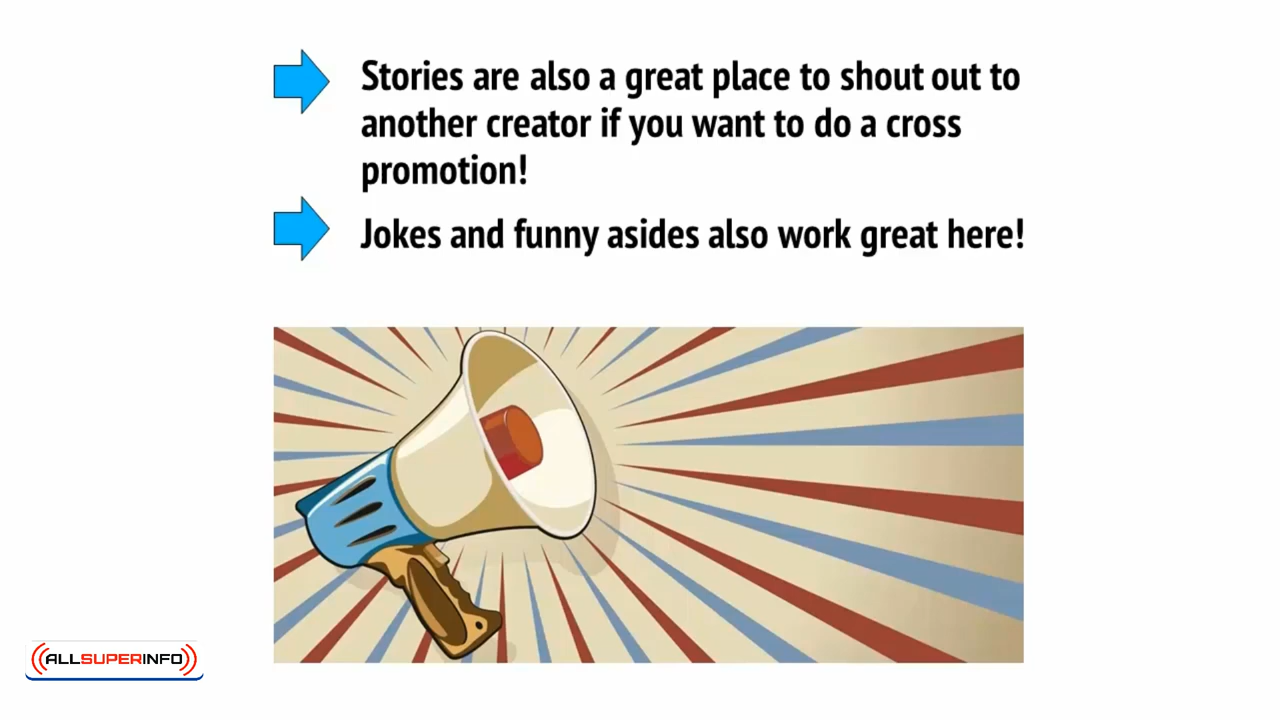 Stories are also a great place to shout out to
another creator if you want to do a cross
promotion!
Jokes and funny asides also work great here!
ALLSUPERINFO